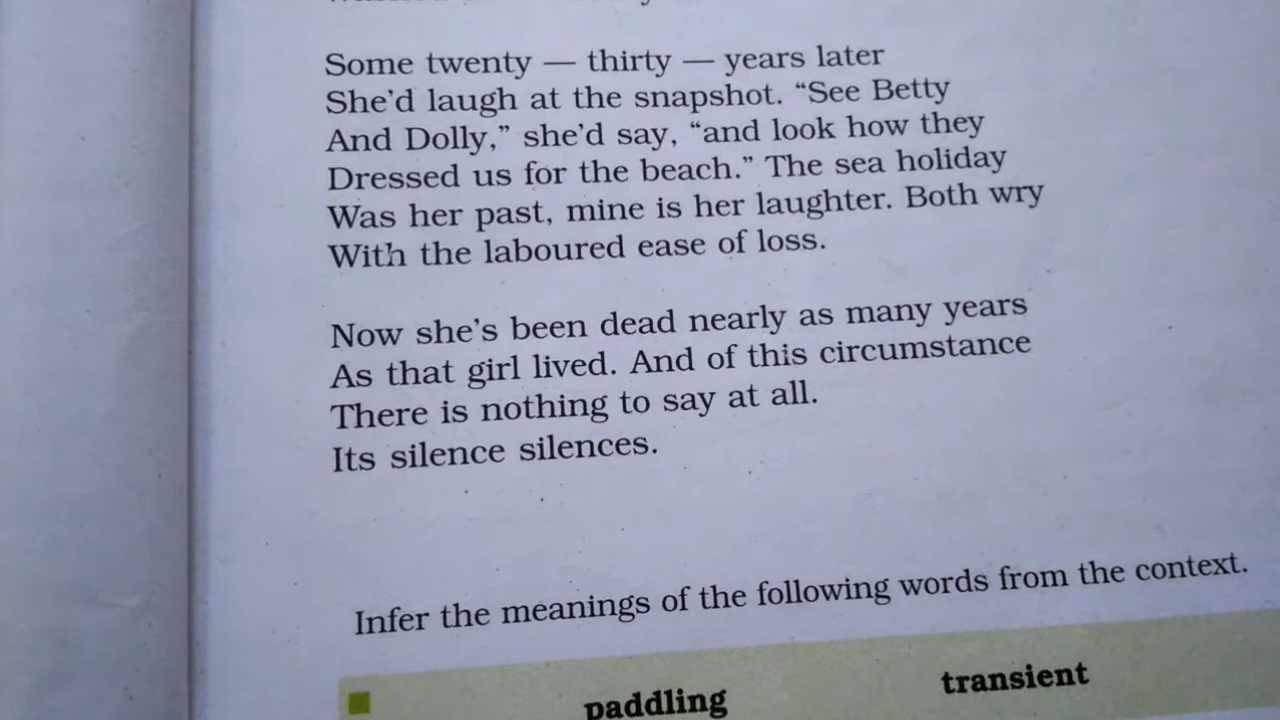 Some twenty — thirty — years later
She'd laugh at the snapshot. “See Betty
And Dolly,” she'd say, “and look how they
Dressed us for the beach.” The sea holiday
Was her past, mine is her laughter. Both wry
With the laboured ease of loss.
Now she's been dead nearly as many years
As that girl lived. And of this circumstance
There is nothing to say at all.
Its silence silences.
Infer the meanings of the following words from the context.
paddling transient